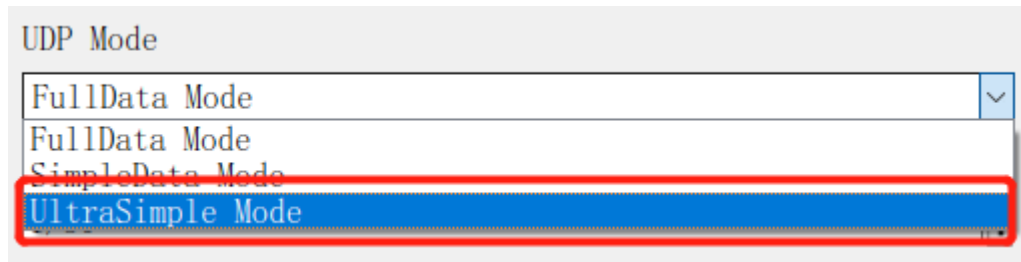 UDP Mode
FullData Mode
FullData Mode
SimpleData Mode
UltraSimple Mode